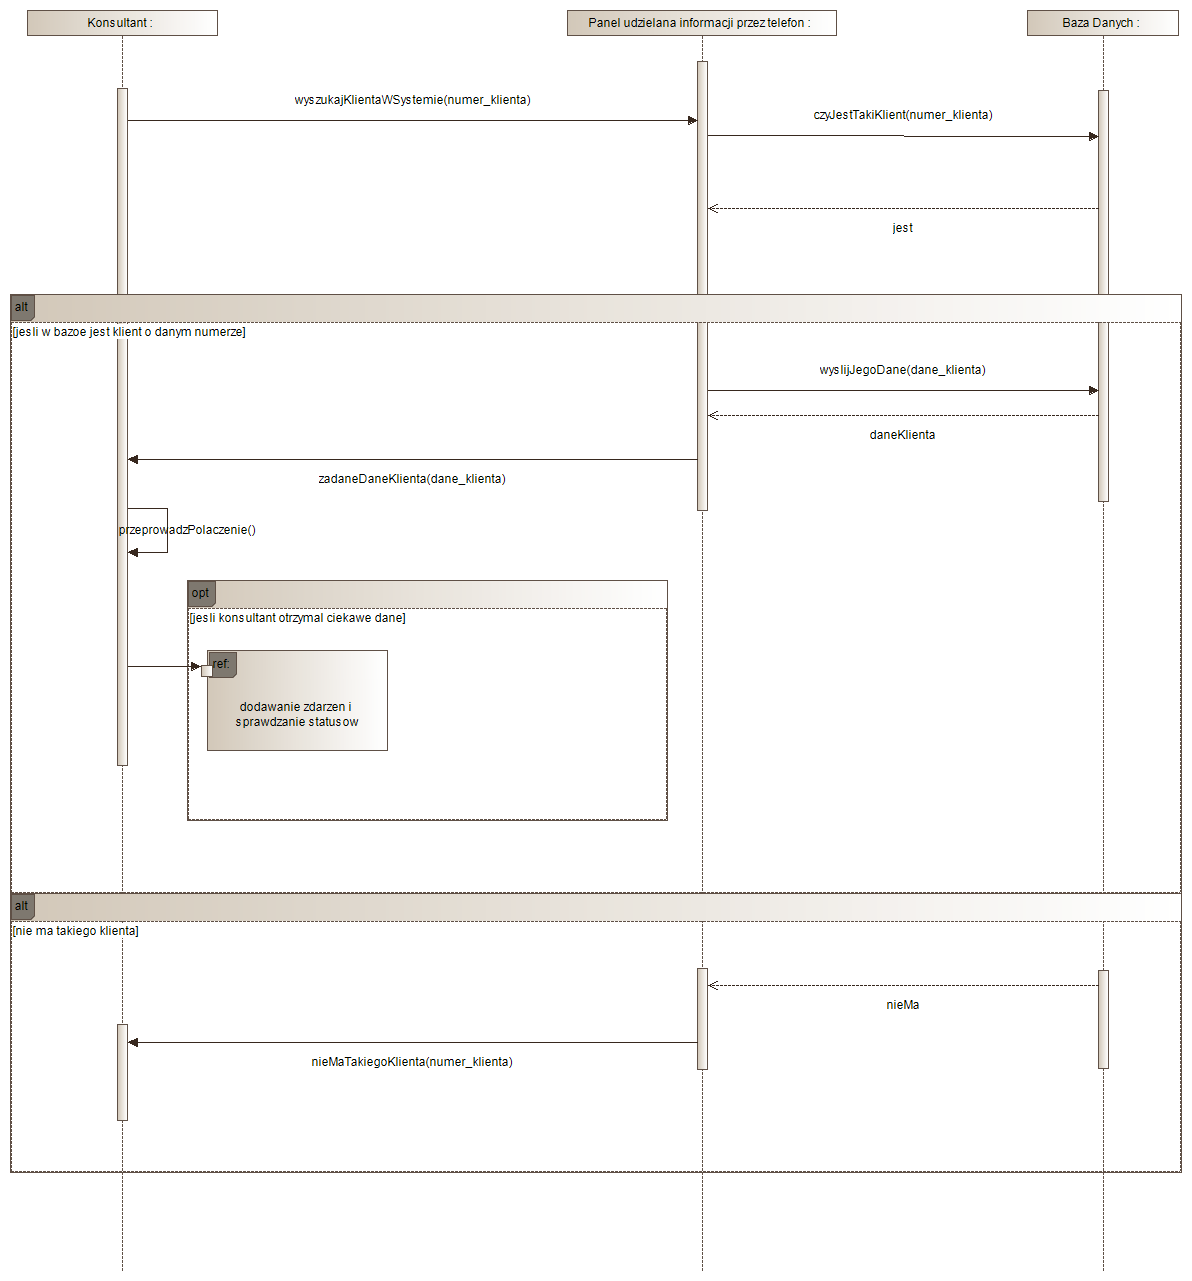 Konsultant :
Panel udzielana informacji przez telefon :
Baza Danych :
wyszukajKlientaWSystemie(numer_klienta)
czyJestTakiKlient(numer_klienta)
jest
alt
[jesli w bazoe jest klient o danym numerze]
wyslijJegoDane(dane_klienta)
daneKlienta
zadaneDaneKlienta(dane_klienta)
przeprowadzPolaczenie()
opt
[jesli konsultant otrzymal ciekawe dane]
ref:
dodawanie zdarzen i
sprawdzanie statusow
alt
[nie ma takiego klienta]
nieMa
nieMaTakiegoKlienta(numer_klienta)